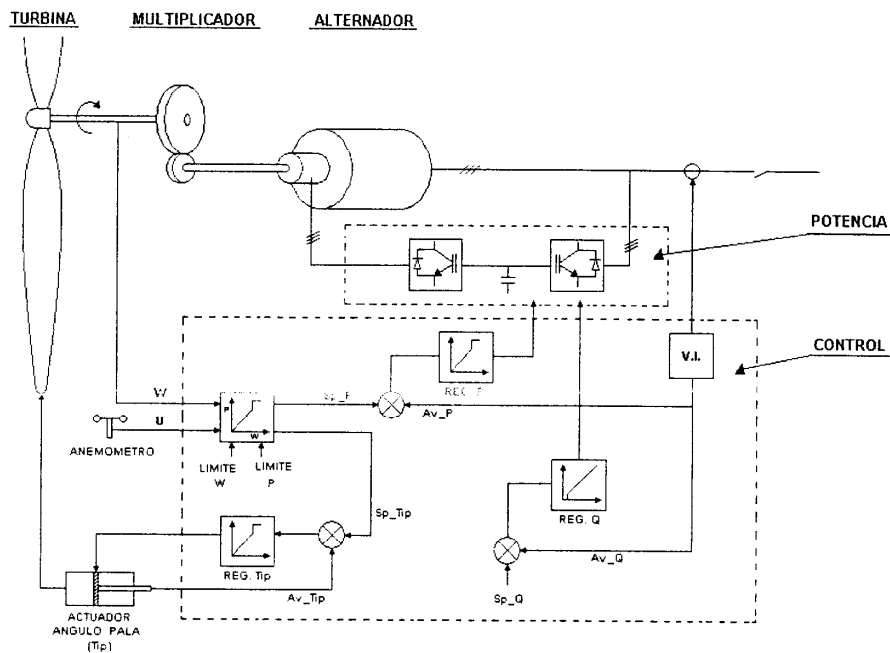 TURBINA
MULTIPLICADOR
ALTERNADOR
POTENCIA
CONTROL
V.I.
W
U
ANEMOMETRO
P
W
LIMITE
W
LIMITE
P
Sp_P
REG. P
Av_P
Sp_Tip
REG. Tip
Av_Tip
REG. Q
Av_Q
Sp_Q
ACTUADOR
ANGULO PALA
(Tip)